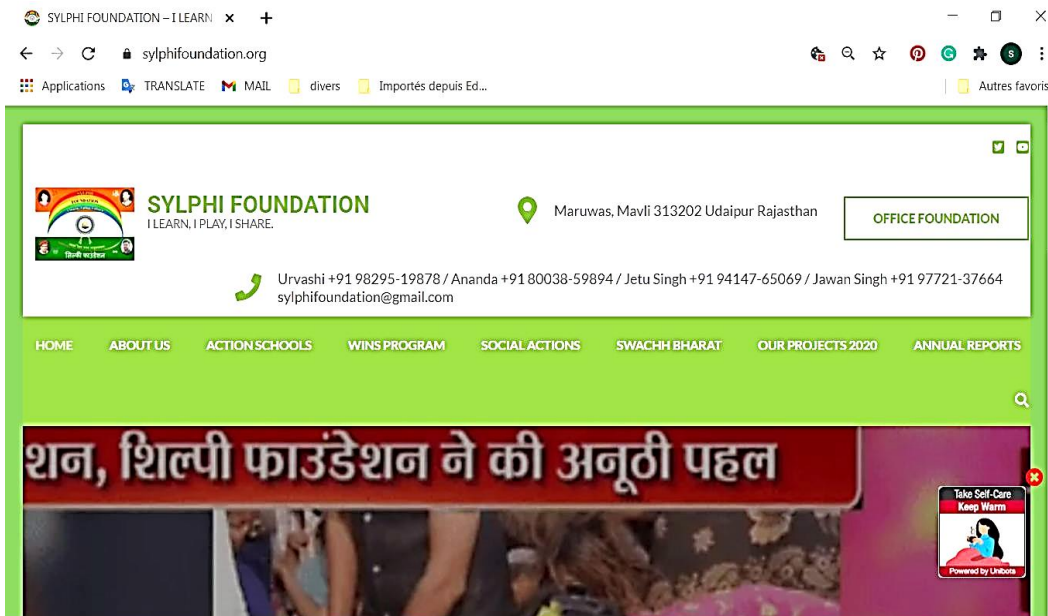 SYLPHI FOUNDATION – I LEARN
sylphifoundation.org
Applications TRANSLATE MAIL divers Importés depuis Ed... Autres favoris
SYLPHI FOUNDATION
I LEARN, I PLAY, I SHARE.
Maruwas, Mavli 313202 Udaipur Rajasthan
OFFICE FOUNDATION
शिल्पी फाउंडेशन
Urvashi +91 98295-19878 / Ananda +91 80038-59894 / Jetu Singh +91 94147-65069 / Jawan Singh +91 97721-37664
sylphifoundation@gmail.com
HOME ABOUT US ACTION SCHOOLS WINS PROGRAM SOCIAL ACTIONS SWACHH BHARAT OUR PROJECTS 2020 ANNUAL REPORTS
शन, शिल्पी फाउंडेशन ने की अनूठी पहल
Take Self-Care
Keep Warm
Powered by Unibots